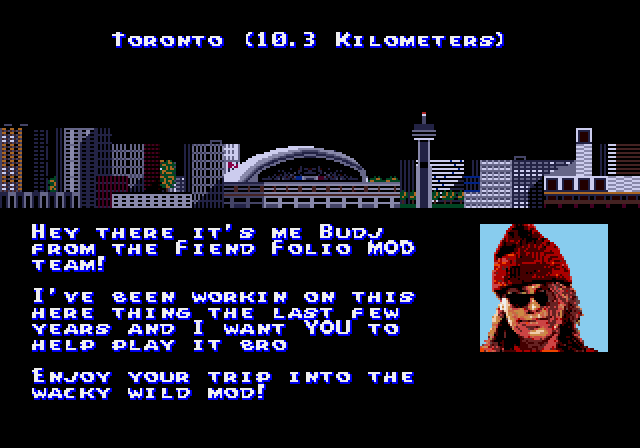 Toronto (10.3 Kilometers)
Hey there it's me Budj
from the Fiend Folio MOD
team!
I've been workin on this
here thing the last few
years and I want YOU to
help play it bro
Enjoy your trip into the
wacky wild mod!